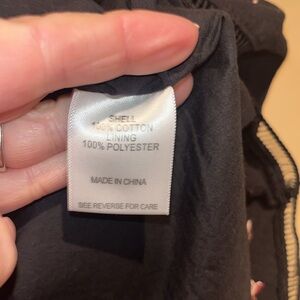 SHELL
100% COTTON
LINING
100% POLYESTER
MADE IN CHINA
SEE REVERSE FOR CARE